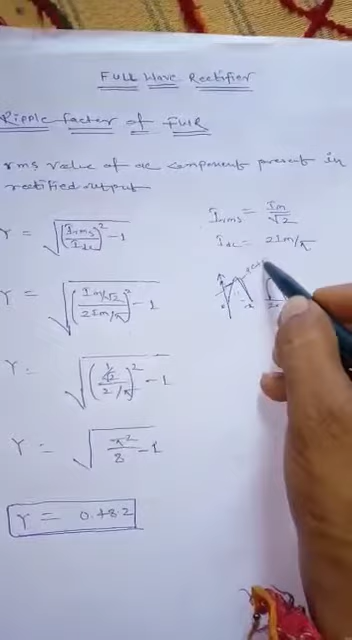 Full Wave Rectifier
Ripple factor of FWR
rms value of ac component present in
rectified output
γ = √((Irms/Idc)² - 1)
Irms = Im/√2
Idc = 2Im/π
γ = √((Im/√2 / 2Im/π)² - 1)
γ = √((1/√2 / 2/π)² - 1)
γ = √(π²/8 - 1)
γ = 0.482